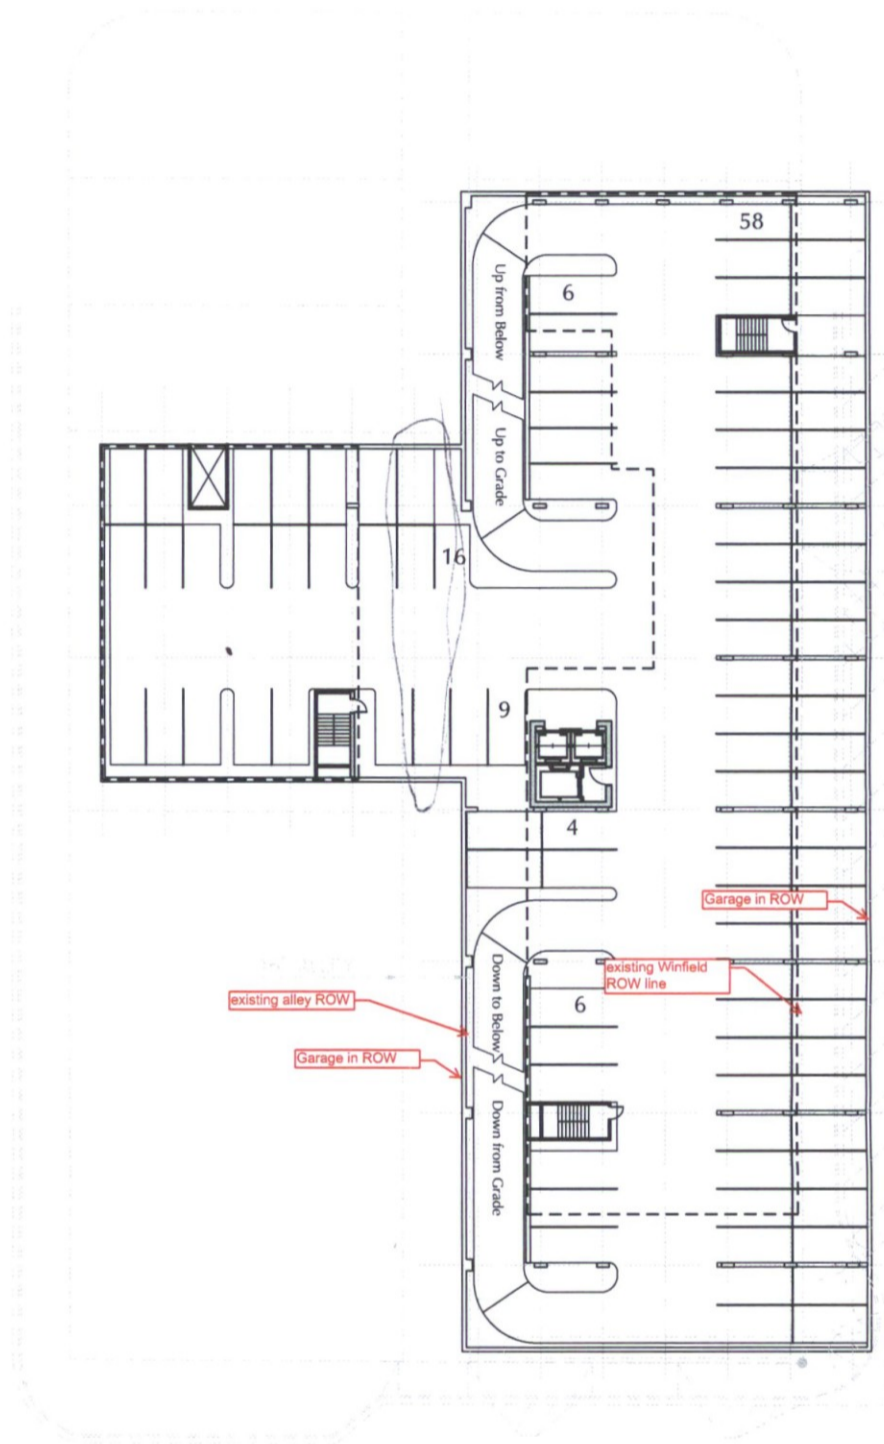 58
6
Up from Below
Up to Grade
16
9
4
Garage in ROW
existing Winfield
ROW line
6
Down to Below
existing alley ROW
Garage in ROW
Down from Grade